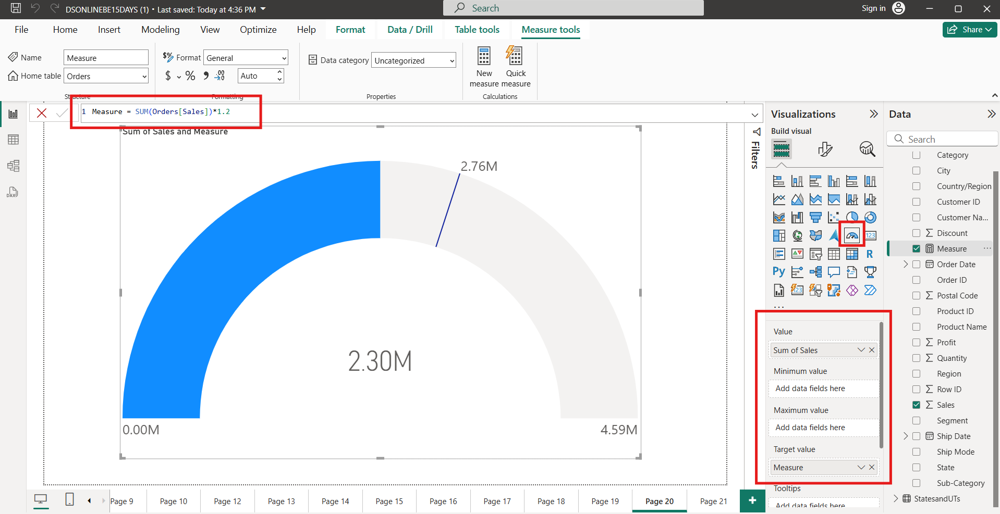 DSONLINEBE15DAYS (1) • Last saved: Today at 4:36 PM
Search
Sign in
File Home Insert Modeling View Optimize Help Format Data / Drill Table tools Measure tools
Share
Name Measure
Home table Orders
Structure
$% Format General
$ % , .00 Auto
Formatting
Data category Uncategorized
Properties
New measure
Quick measure
Calculations
1 Measure = SUM(Orders[Sales])*1.2
Sum of Sales and Measure
2.76M
2.30M
0.00M
4.59M
Filters
Visualizations
Build visual
123
R
Py
123
...
Value
Sum of Sales
Minimum value
Add data fields here
Maximum value
Add data fields here
Target value
Measure
Tooltips
Add data fields here
Data
Search
Category
City
Country/Region
Customer ID
Customer Na...
Discount
Measure ...
Order Date
Order ID
Postal Code
Product ID
Product Name
Profit
Quantity
Region
Row ID
Sales
Segment
Ship Date
Ship Mode
State
Sub-Category
StatesandUTs
DAX
Page 9 Page 10 Page 12 Page 13 Page 14 Page 15 Page 16 Page 17 Page 18 Page 19 Page 20 Page 21 +